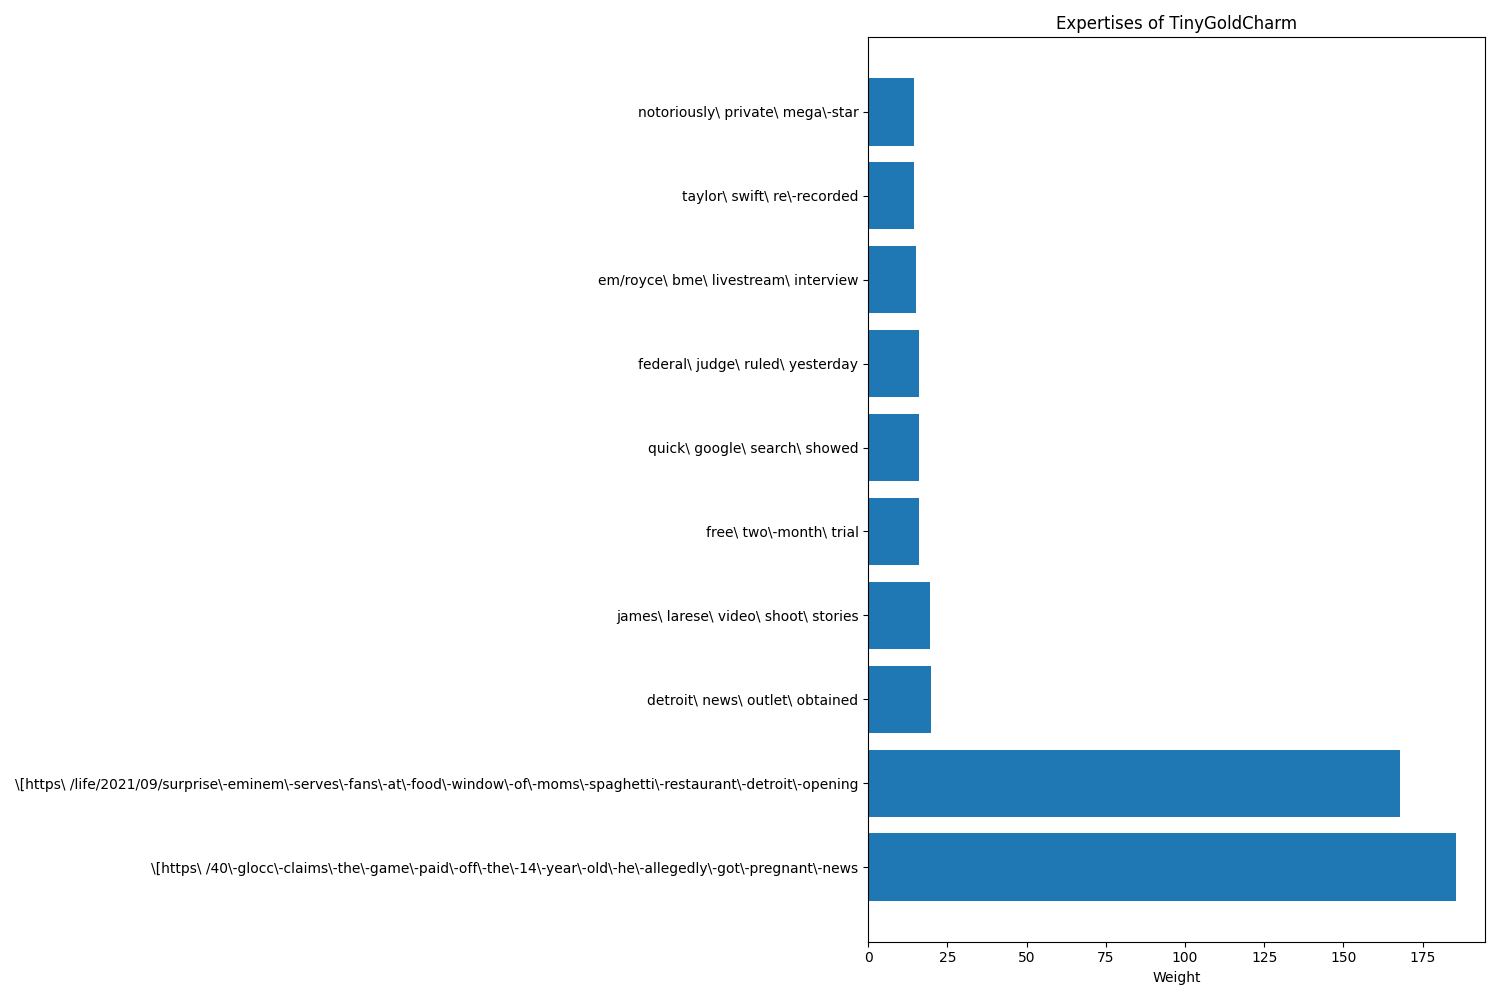 Expertises of TinyGoldCharm
notoriously\ private\ mega\-star
taylor\ swift\ re\-recorded
em/royce\ bme\ livestream\ interview
federal\ judge\ ruled\ yesterday
quick\ google\ search\ showed
free\ two\-month\ trial
james\ larese\ video\ shoot\ stories
detroit\ news\ outlet\ obtained
\[https\ /life/2021/09/surprise\-eminem\-serves\-fans\-at\-food\-window\-of\-moms\-spaghetti\-restaurant\-detroit\-opening
\[https\ /40\-glocc\-claims\-the\-game\-paid\-off\-the\-14\-year\-old\-he\-allegedly\-got\-pregnant\-news
0 25 50 75 100 125 150 175
Weight